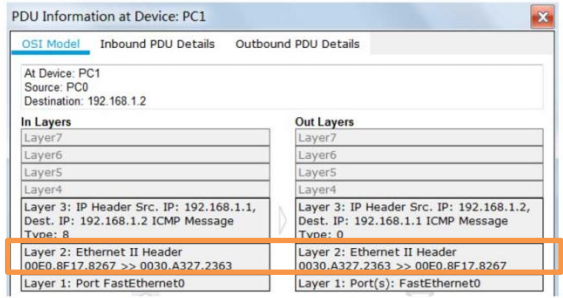 PDU Information at Device: PC1
OSI Model Inbound PDU Details Outbound PDU Details
At Device: PC1
Source: PC0
Destination: 192.168.1.2
In Layers
Layer7
Layer6
Layer5
Layer4
Layer 3: IP Header Src. IP: 192.168.1.1,
Dest. IP: 192.168.1.2 ICMP Message
Type: 8
Layer 2: Ethernet II Header
00E0.8F17.8267 >> 0030.A327.2363
Layer 1: Port FastEthernet0
Out Layers
Layer7
Layer6
Layer5
Layer4
Layer 3: IP Header Src. IP: 192.168.1.2,
Dest. IP: 192.168.1.1 ICMP Message
Type: 0
Layer 2: Ethernet II Header
0030.A327.2363 >> 00E0.8F17.8267
Layer 1: Port(s): FastEthernet0